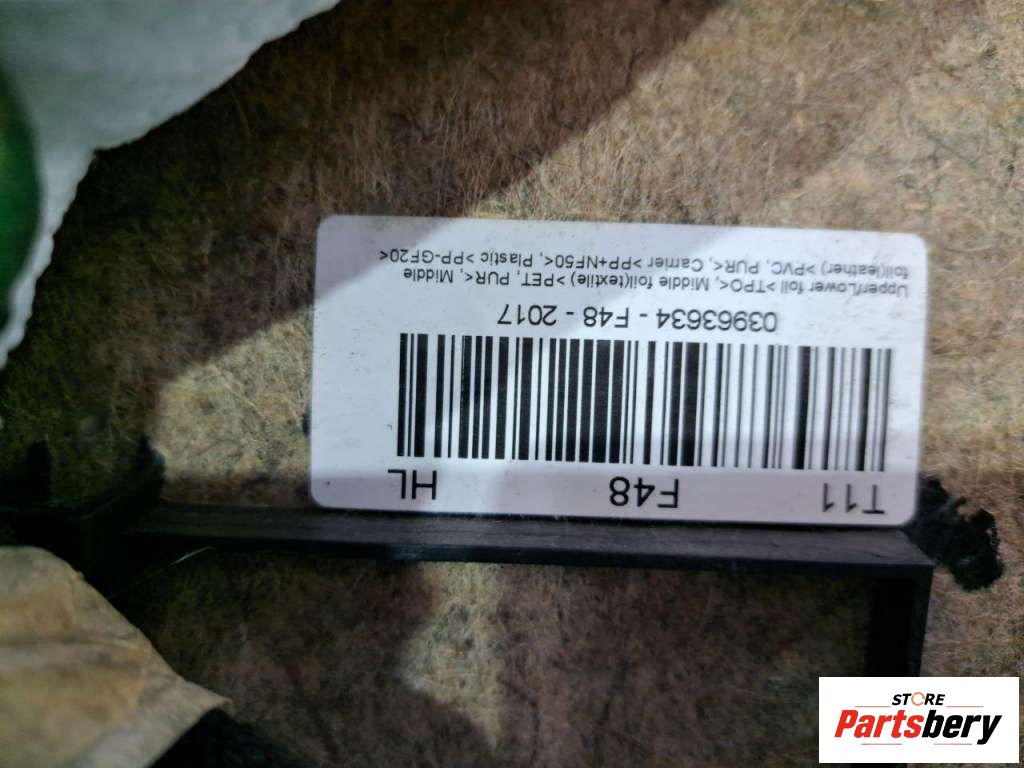 T11 F48 HL
03963634 - F48 - 2017
Upper/Lower foil >TPO<, Middle foil(textile) >PET, PUR<, Middle
foil(leather) >PVC, PUR<, Carrier >PP+NF50<, Plastic >PP-GF20<
STORE
Partsbery